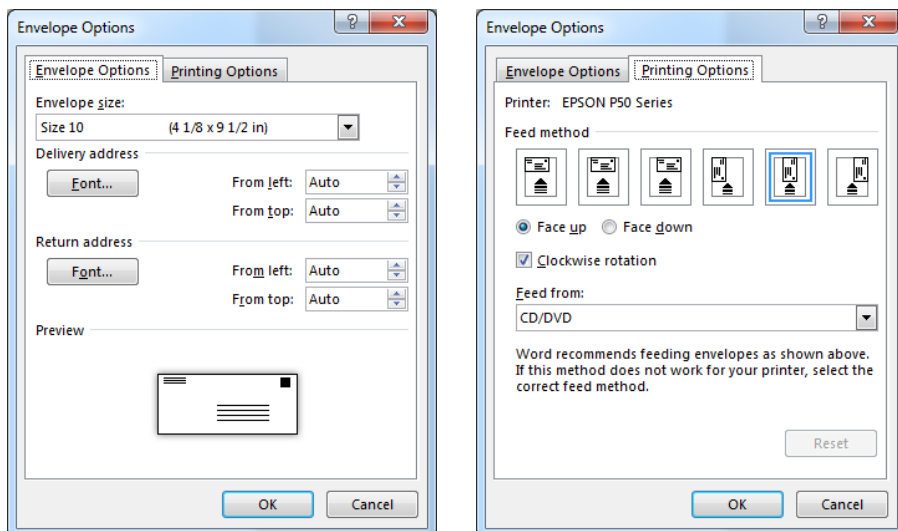 Envelope Options
Envelope Options Printing Options
Envelope size:
Size 10 (4 1/8 x 9 1/2 in)
Delivery address
Font... From left: Auto
From top: Auto
Return address
Font... From left: Auto
From top: Auto
Preview
OK Cancel
Envelope Options
Envelope Options Printing Options
Printer: EPSON P50 Series
Feed method
Face up Face down
Clockwise rotation
Feed from:
CD/DVD
Word recommends feeding envelopes as shown above.
If this method does not work for your printer, select the
correct feed method.
Reset
OK Cancel